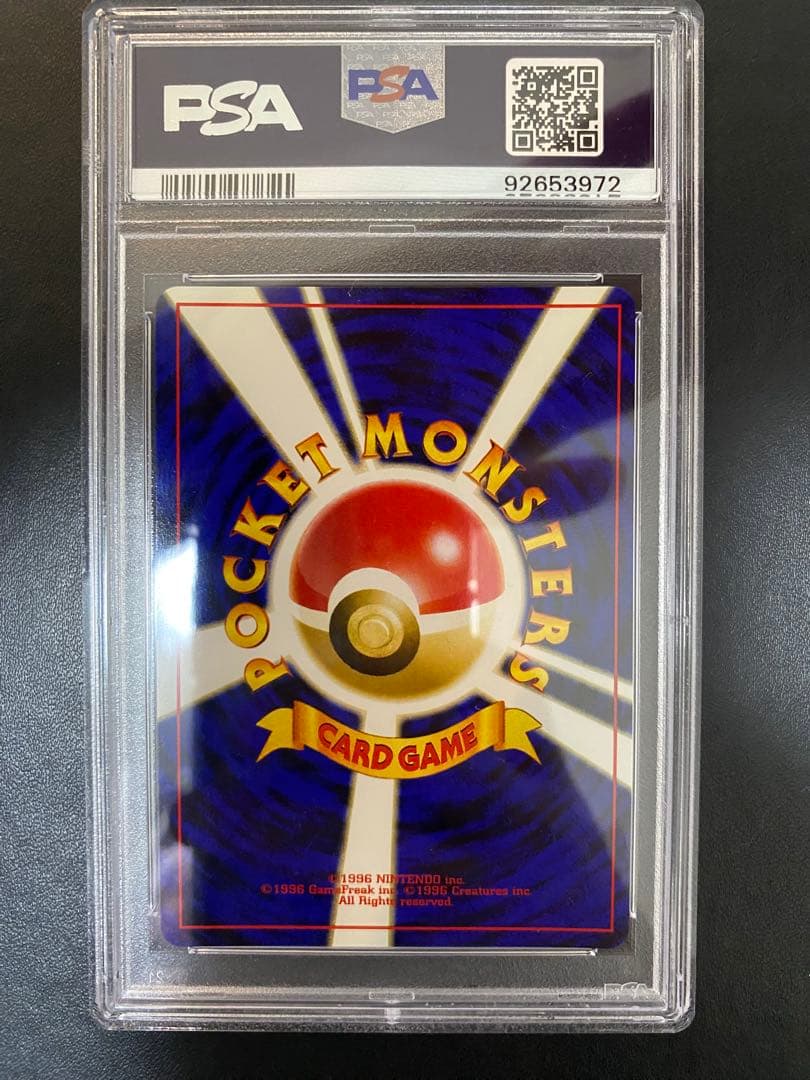 PSA
PSA
92653972
POCKET MONSTERS
CARD GAME
©1996 NINTENDO inc.
©1996 GameFreak inc. ©1996 Creatures inc.
All Rights reserved.
PSA